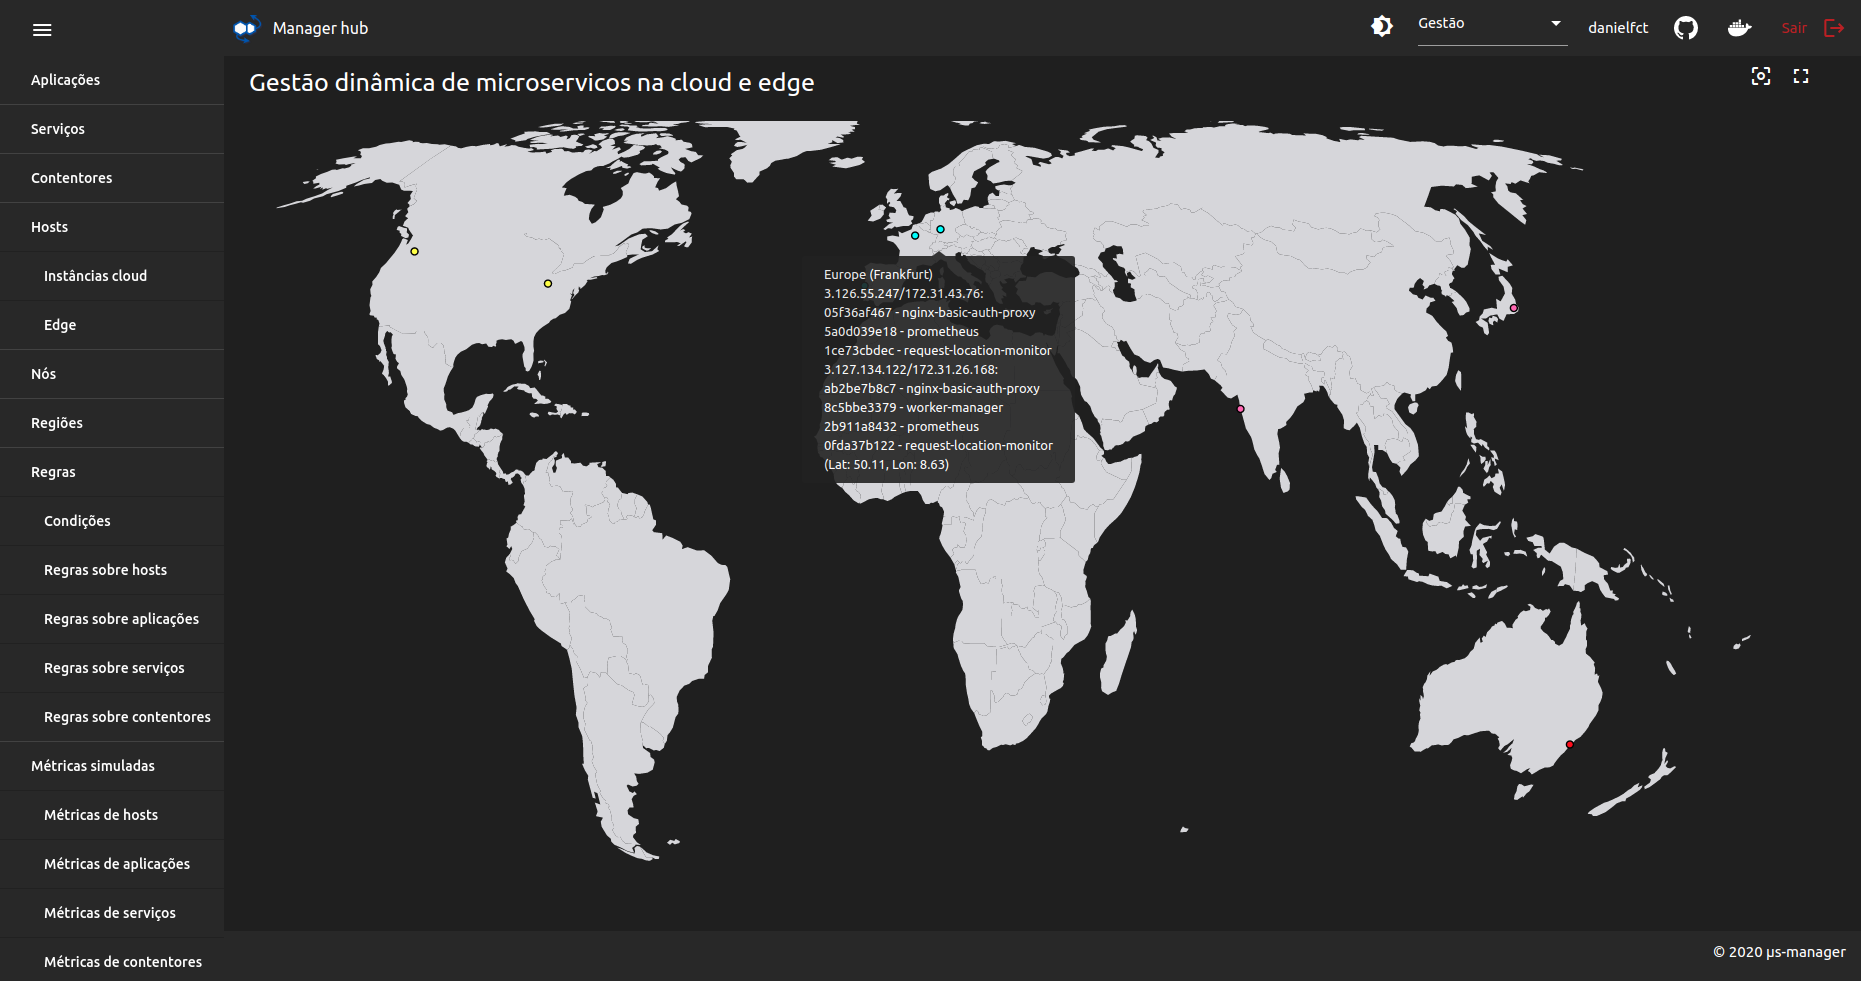 Manager hub
Gestão
danielfct
Sair
Aplicações
Serviços
Contentores
Hosts
Instâncias cloud
Edge
Nós
Regiões
Regras
Condições
Regras sobre hosts
Regras sobre aplicações
Regras sobre serviços
Regras sobre contentores
Métricas simuladas
Métricas de hosts
Métricas de aplicações
Métricas de serviços
Métricas de contentores
Gestão dinâmica de microservicos na cloud e edge
Europe (Frankfurt)
3.126.55.247/172.31.43.76:
05f36af467 - nginx-basic-auth-proxy
5a0d039e18 - prometheus
1ce73cbdec - request-location-monitor
3.127.134.122/172.31.26.168:
ab2be7b8c7 - nginx-basic-auth-proxy
8c5bbe3379 - worker-manager
2b911a8432 - prometheus
0fda37b122 - request-location-monitor
(Lat: 50.11, Lon: 8.63)
© 2020 µs-manager